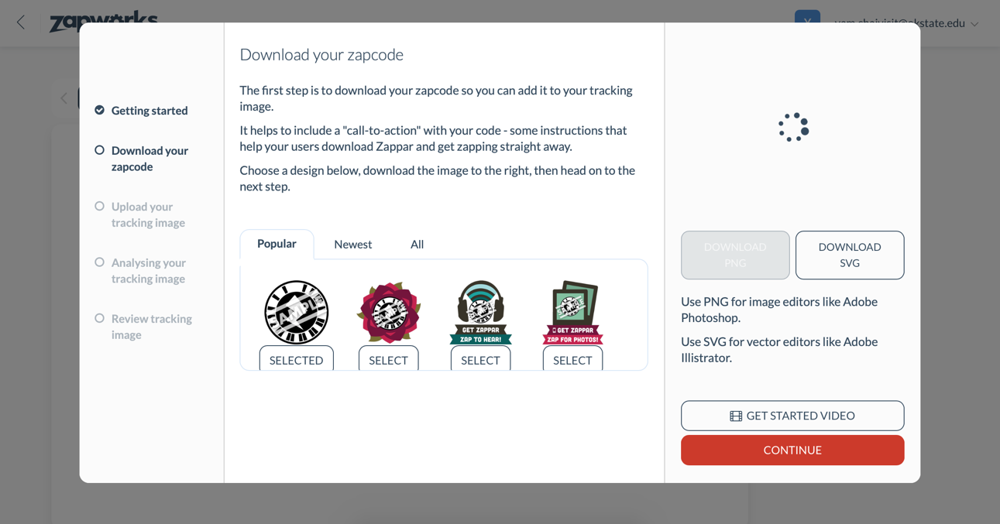 zapworks
Y
Getting started
Download your
zapcode
Upload your
tracking image
Analysing your
tracking image
Review tracking
image
Download your zapcode
The first step is to download your zapcode so you can add it to your tracking
image.
It helps to include a "call-to-action" with your code - some instructions that
help your users download Zappar and get zapping straight away.
Choose a design below, download the image to the right, then head on to the
next step.
Popular
Newest
All
SAMPLE
SAMPLE
SAMPLE
GET ZAPPAR
ZAP TO HEAR!
SAMPLE
GET ZAPPAR
ZAP FOR PHOTOS!
SELECTED
SELECT
SELECT
SELECT
DOWNLOAD
PNG
DOWNLOAD
SVG
Use PNG for image editors like Adobe
Photoshop.
Use SVG for vector editors like Adobe
Illistrator.
GET STARTED VIDEO
CONTINUE